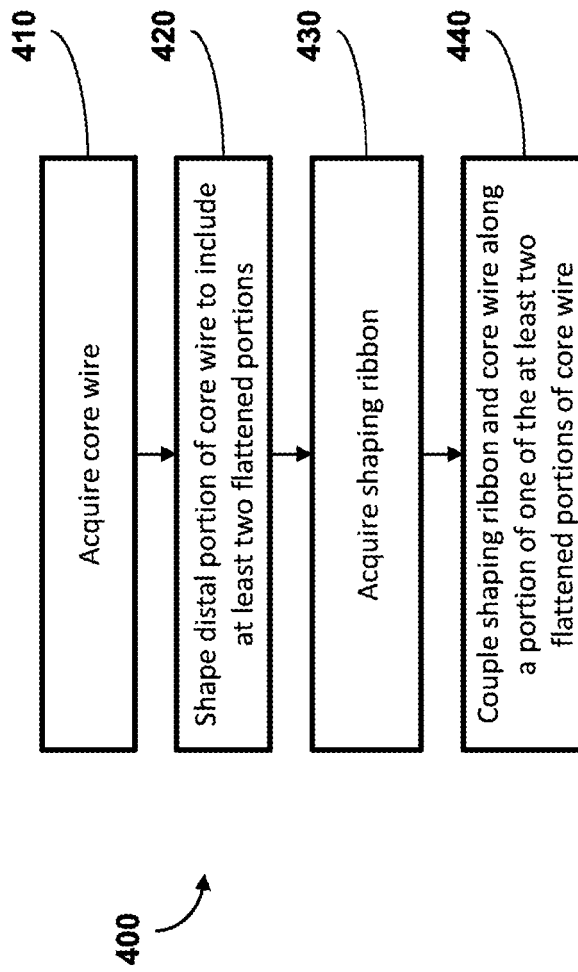 400
410
Acquire core wire
420
Shape distal portion of core wire to include
at least two flattened portions
430
Acquire shaping ribbon
440
Couple shaping ribbon and core wire along
a portion of one of the at least two
flattened portions of core wire